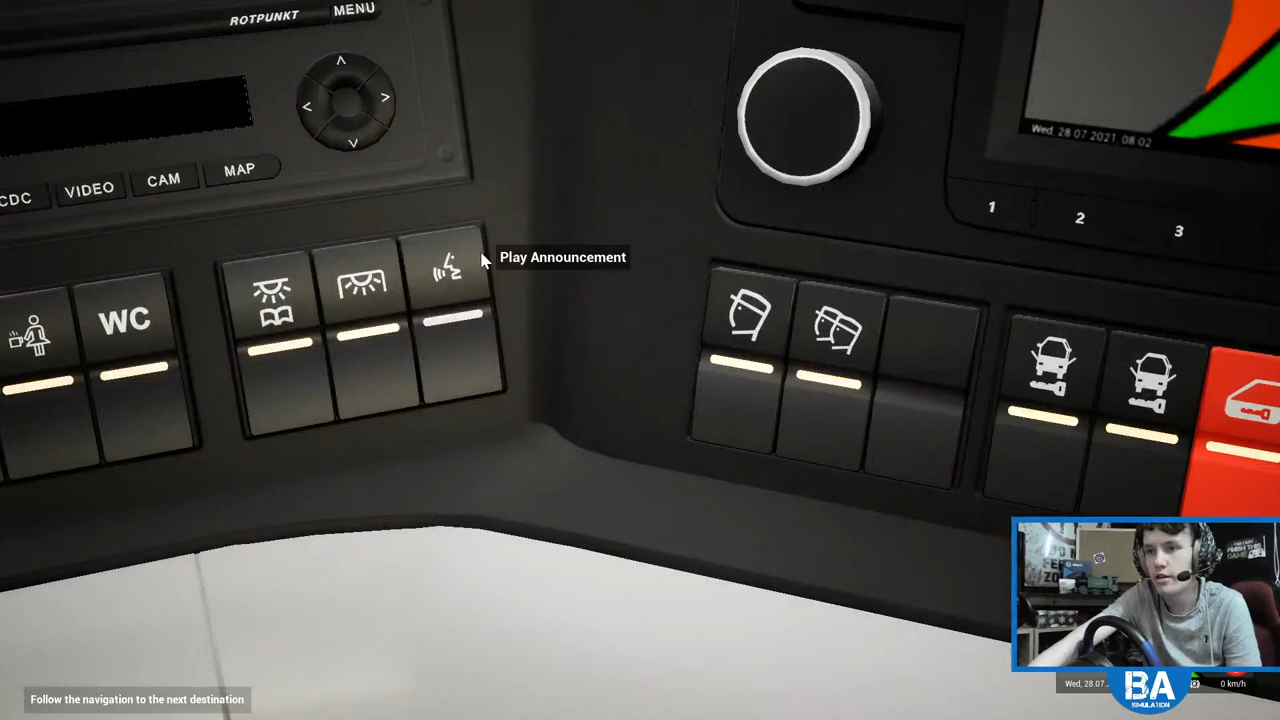 ROTPUNKT
MENU
CDC
VIDEO
CAM
MAP
Wed, 28 07 2021 08 02
1
2
3
Play Announcement
WC
Follow the navigation to the next destination
Wed, 28.07.
0 km/h
BA
SIMULATION